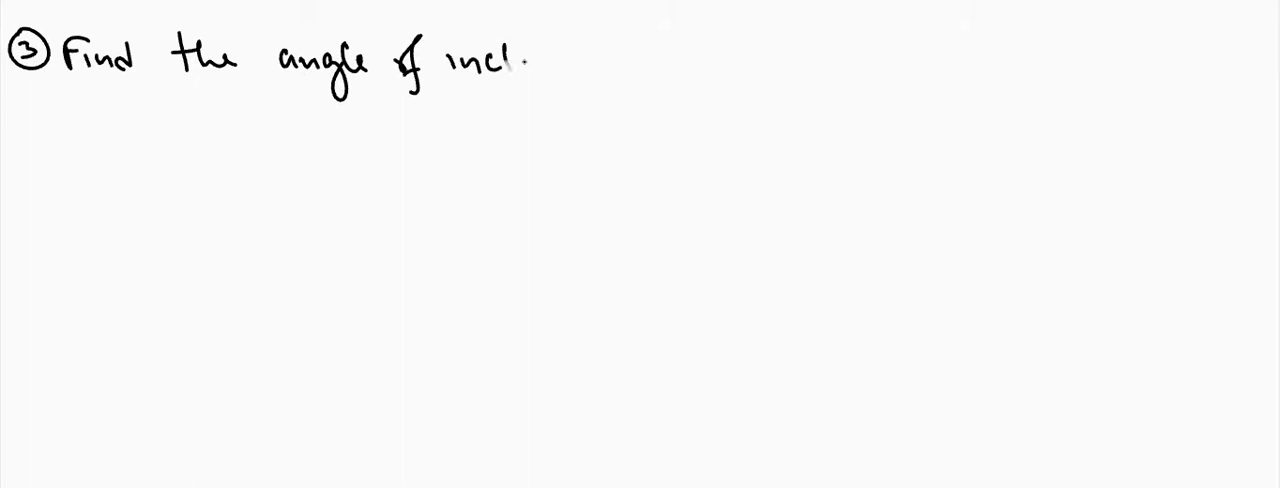 ③ Find the angle of incl.